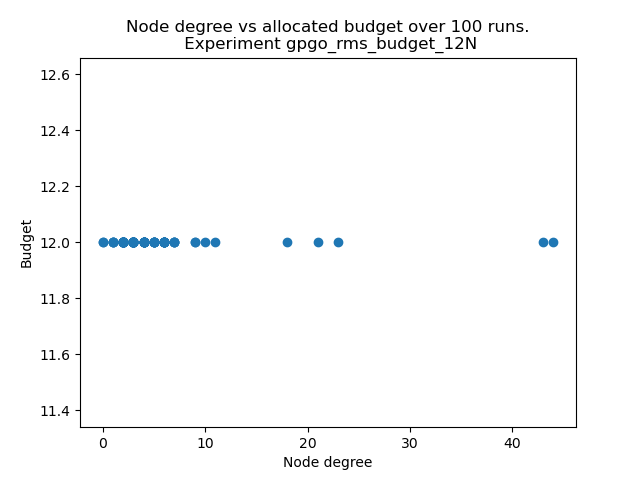 Node degree vs allocated budget over 100 runs.
Experiment gpgo_rms_budget_12N
12.6
12.4
12.2
12.0
11.8
11.6
11.4
Budget
0 10 20 30 40
Node degree